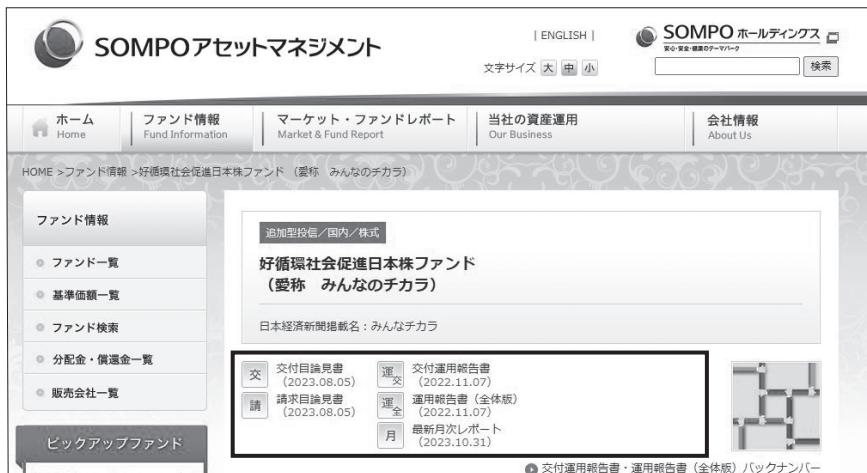 SOMPOアセットマネジメント
| ENGLISH |
SOMPO ホールディングス
安心・安全・健康のテーマパーク
文字サイズ 大 中 小
検索
ホーム
Home
ファンド情報
Fund Information
マーケット・ファンドレポート
Market & Fund Report
当社の資産運用
Our Business
会社情報
About Us
HOME >ファンド情報 >好循環社会促進日本株ファンド （愛称　みんなのチカラ）
ファンド情報
ファンド一覧
基準価額一覧
ファンド検索
分配金・償還金一覧
販売会社一覧
ピックアップファンド
追加型投信／国内／株式
好循環社会促進日本株ファンド
（愛称　みんなのチカラ）
日本経済新聞掲載名：みんなチカラ
交 交付目論見書
（2023.08.05）
請 請求目論見書
（2023.08.05）
運交 交付運用報告書
（2022.11.07）
運全 運用報告書（全体版）
（2022.11.07）
月 最新月次レポート
（2023.10.31）
交付運用報告書・運用報告書（全体版）バックナンバー